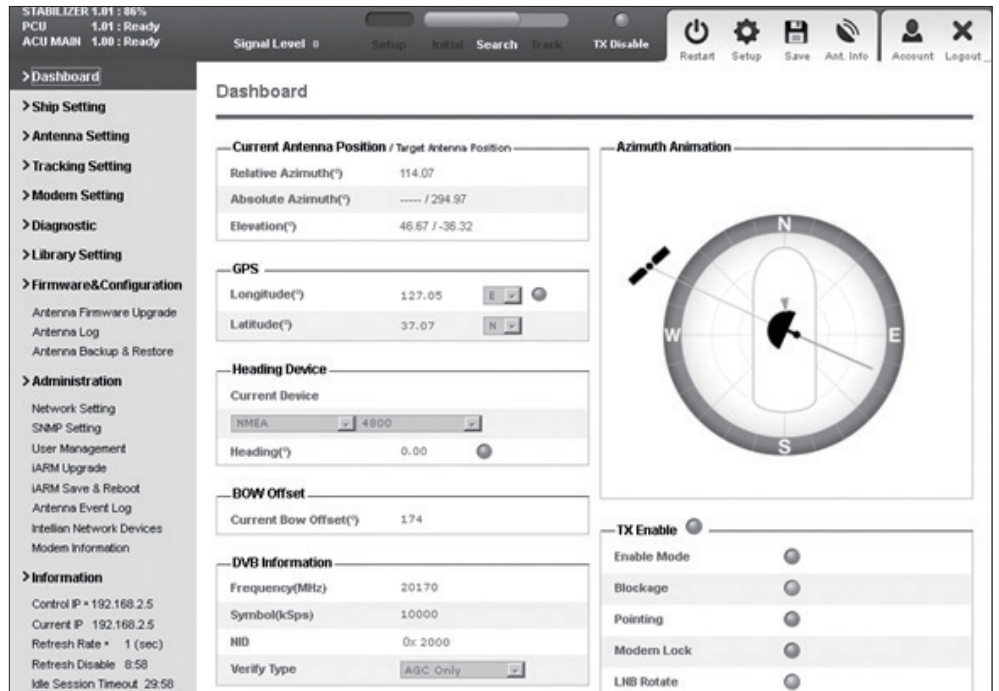 STABILIZER 1.01 : 86%
PCU 1.01 : Ready
ACU MAIN 1.00 : Ready
Signal Level 0
Setup Initial Search Track
TX Disable
Restart Setup Save Ant. Info Account Logout
>Dashboard
>Ship Setting
>Antenna Setting
>Tracking Setting
>Modem Setting
>Diagnostic
>Library Setting
>Firmware&Configuration
Antenna Firmware Upgrade
Antenna Log
Antenna Backup & Restore
>Administration
Network Setting
SNMP Setting
User Management
iARM Upgrade
iARM Save & Reboot
Antenna Event Log
Intellian Network Devices
Modem Information
>Information
Control IP * 192.168.2.5
Current IP 192.168.2.5
Refresh Rate * 1 (sec)
Refresh Disable 8:58
Idle Session Timeout 29:58
Dashboard
Current Antenna Position / Target Antenna Position
Relative Azimuth(°) 114.07
Absolute Azimuth(°) ----- / 294.97
Elevation(°) 46.67 / -36.32
GPS
Longitude(°) 127.05 E
Latitude(°) 37.07 N
Heading Device
Current Device
NMEA 4800
Heading(°) 0.00
BOW Offset
Current Bow Offset(°) 174
DVB Information
Frequency(MHz) 20170
Symbol(kSps) 10000
NID 0x 2000
Verify Type AGC Only
Azimuth Animation
N
W
E
S
TX Enable
Enable Mode
Blockage
Pointing
Modem Lock
LNB Rotate